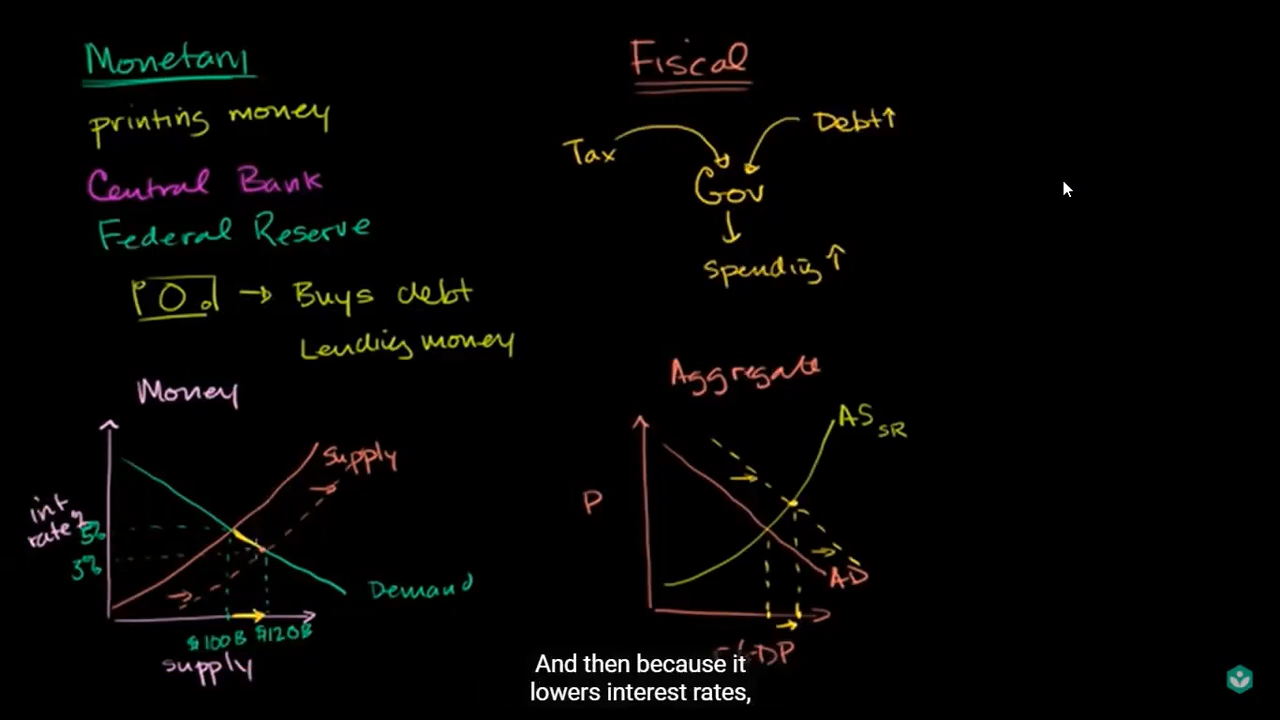 Monetary
printing money
Central Bank
Federal Reserve
→ Buys debt
Lending money
Money
int rate
5%
3%
Supply
Demand
$100B $120B
supply
Fiscal
Tax
Debt↑
Gov
Spending↑
Aggregate
P
AS SR
AD
And then because it
lowers interest rates,